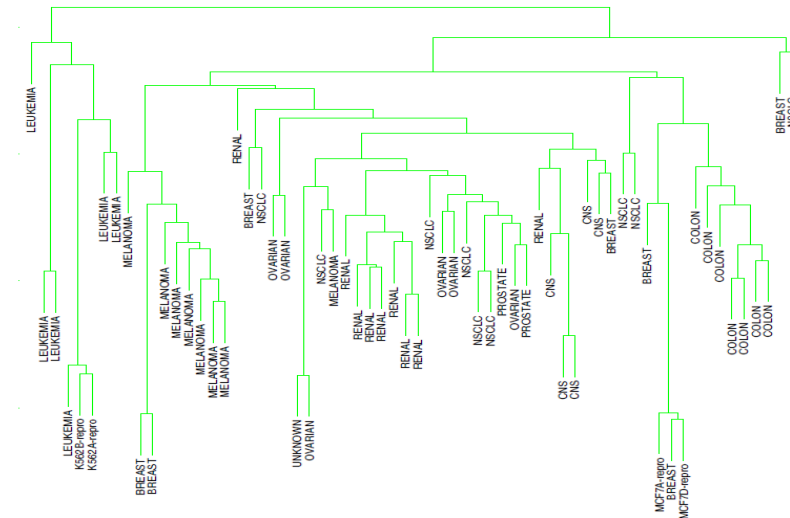 LEUKEMIA
LEUKEMIA
LEUKEMIA
LEUKEMIA
K562B-repro
K562A-repro
LEUKEMIA
LEUKEMIA
MELANOMA
BREAST
BREAST
MELANOMA
MELANOMA
MELANOMA
MELANOMA
MELANOMA
MELANOMA
RENAL
BREAST
NSCLC
OVARIAN
OVARIAN
UNKNOWN
OVARIAN
NSCLC
MELANOMA
RENAL
RENAL
RENAL
RENAL
RENAL
RENAL
RENAL
NSCLC
OVARIAN
OVARIAN
NSCLC
NSCLC
NSCLC
PROSTATE
OVARIAN
PROSTATE
RENAL
CNS
CNS
CNS
CNS
CNS
BREAST
NSCLC
NSCLC
BREAST
MCF7A-repro
BREAST
MCF7D-repro
COLON
COLON
COLON
COLON
COLON
COLON
COLON
BREAST